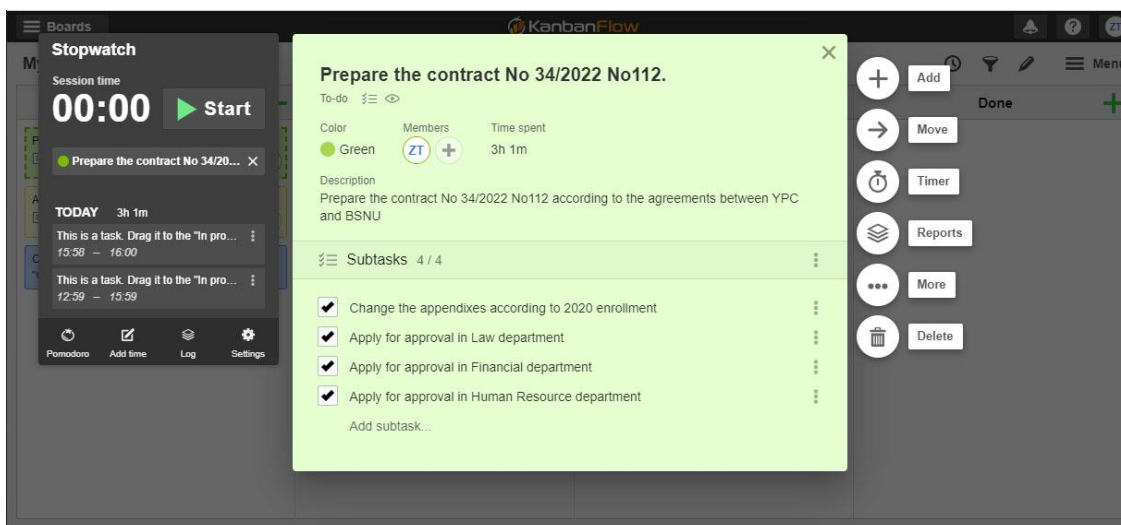 Boards
KanbanFlow
ZT
My
Menu
Done
Stopwatch
Session time
00:00
Start
Prepare the contract No 34/20...
TODAY 3h 1m
This is a task. Drag it to the "In pro...
15:58 – 16:00
This is a task. Drag it to the "In pro...
12:59 – 15:59
Pomodoro Add time Log Settings
Prepare the contract No 34/2022 No112.
To-do
Color Members Time spent
Green ZT 3h 1m
Description
Prepare the contract No 34/2022 No112 according to the agreements between YPC
and BSNU
Subtasks 4 / 4
Change the appendixes according to 2020 enrollment
Apply for approval in Law department
Apply for approval in Financial department
Apply for approval in Human Resource department
Add subtask...
Add
Move
Timer
Reports
More
Delete